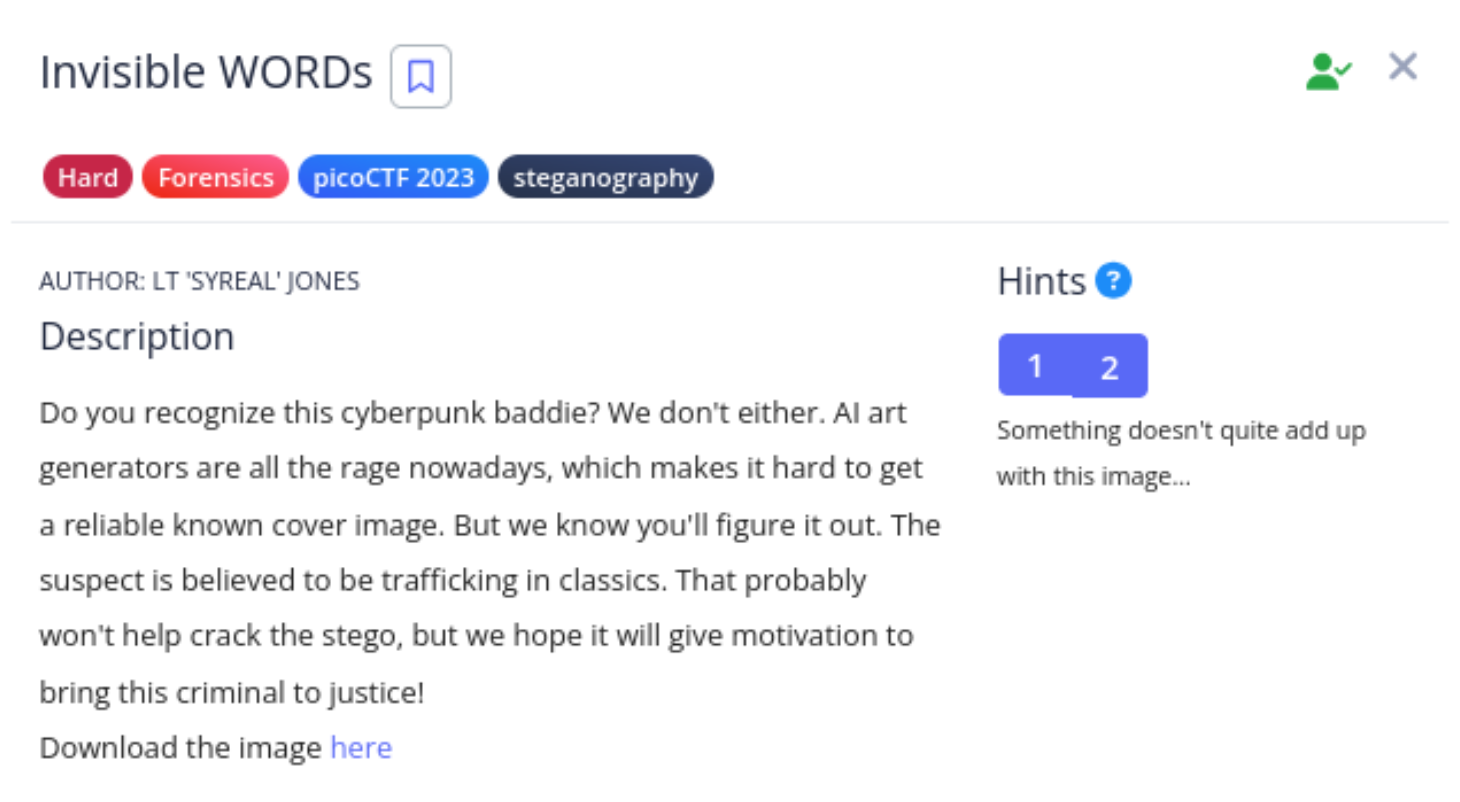 Invisible WORDs
Hard Forensics picoCTF 2023 steganography
AUTHOR: LT 'SYREAL' JONES
Description
Do you recognize this cyberpunk baddie? We don't either. AI art
generators are all the rage nowadays, which makes it hard to get
a reliable known cover image. But we know you'll figure it out. The
suspect is believed to be trafficking in classics. That probably
won't help crack the stego, but we hope it will give motivation to
bring this criminal to justice!
Download the image here
Hints ?
1 2
Something doesn't quite add up
with this image...